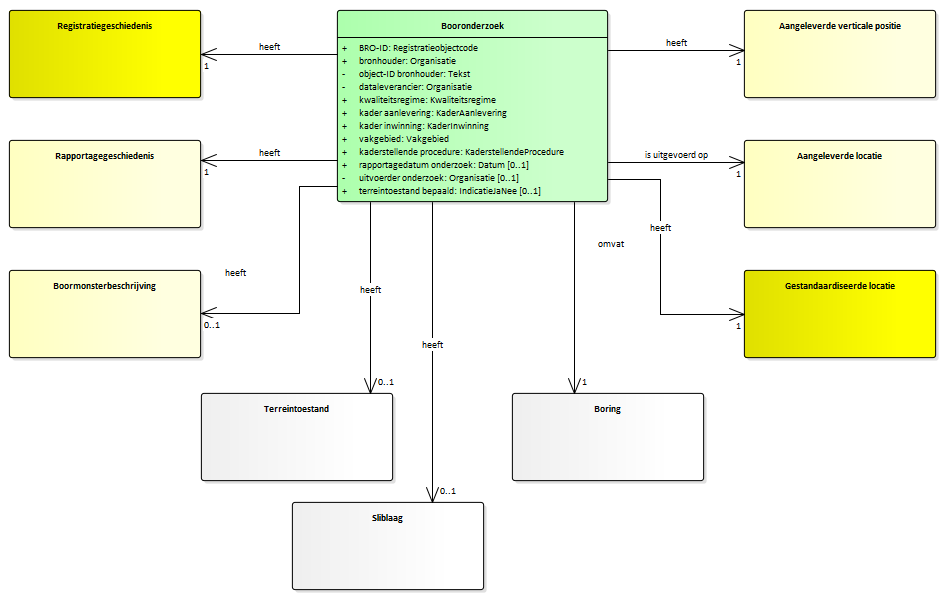 Registratiegeschiedenis
heeft
1
Booronderzoek
+ BRO-ID: Registratieobjectcode
+ bronhouder: Organisatie
- object-ID bronhouder: Tekst
- dataleverancier: Organisatie
+ kwaliteitsregime: Kwaliteitsregime
+ kader aanlevering: KaderAanlevering
+ kader inwinning: KaderInwinning
+ vakgebied: Vakgebied
+ kaderstellende procedure: KaderstellendeProcedure
+ rapportagedatum onderzoek: Datum [0..1]
- uitvoerder onderzoek: Organisatie [0..1]
+ terreintoestand bepaald: IndicatieJaNee [0..1]
heeft
1
Aangeleverde verticale positie
Rapportagegeschiedenis
heeft
1
is uitgevoerd op
1
Aangeleverde locatie
Boormonsterbeschrijving
heeft
0..1
heeft
0..1
heeft
0..1
omvat
1
heeft
1
Gestandaardiseerde locatie
Terreintoestand
Boring
Sliblaag